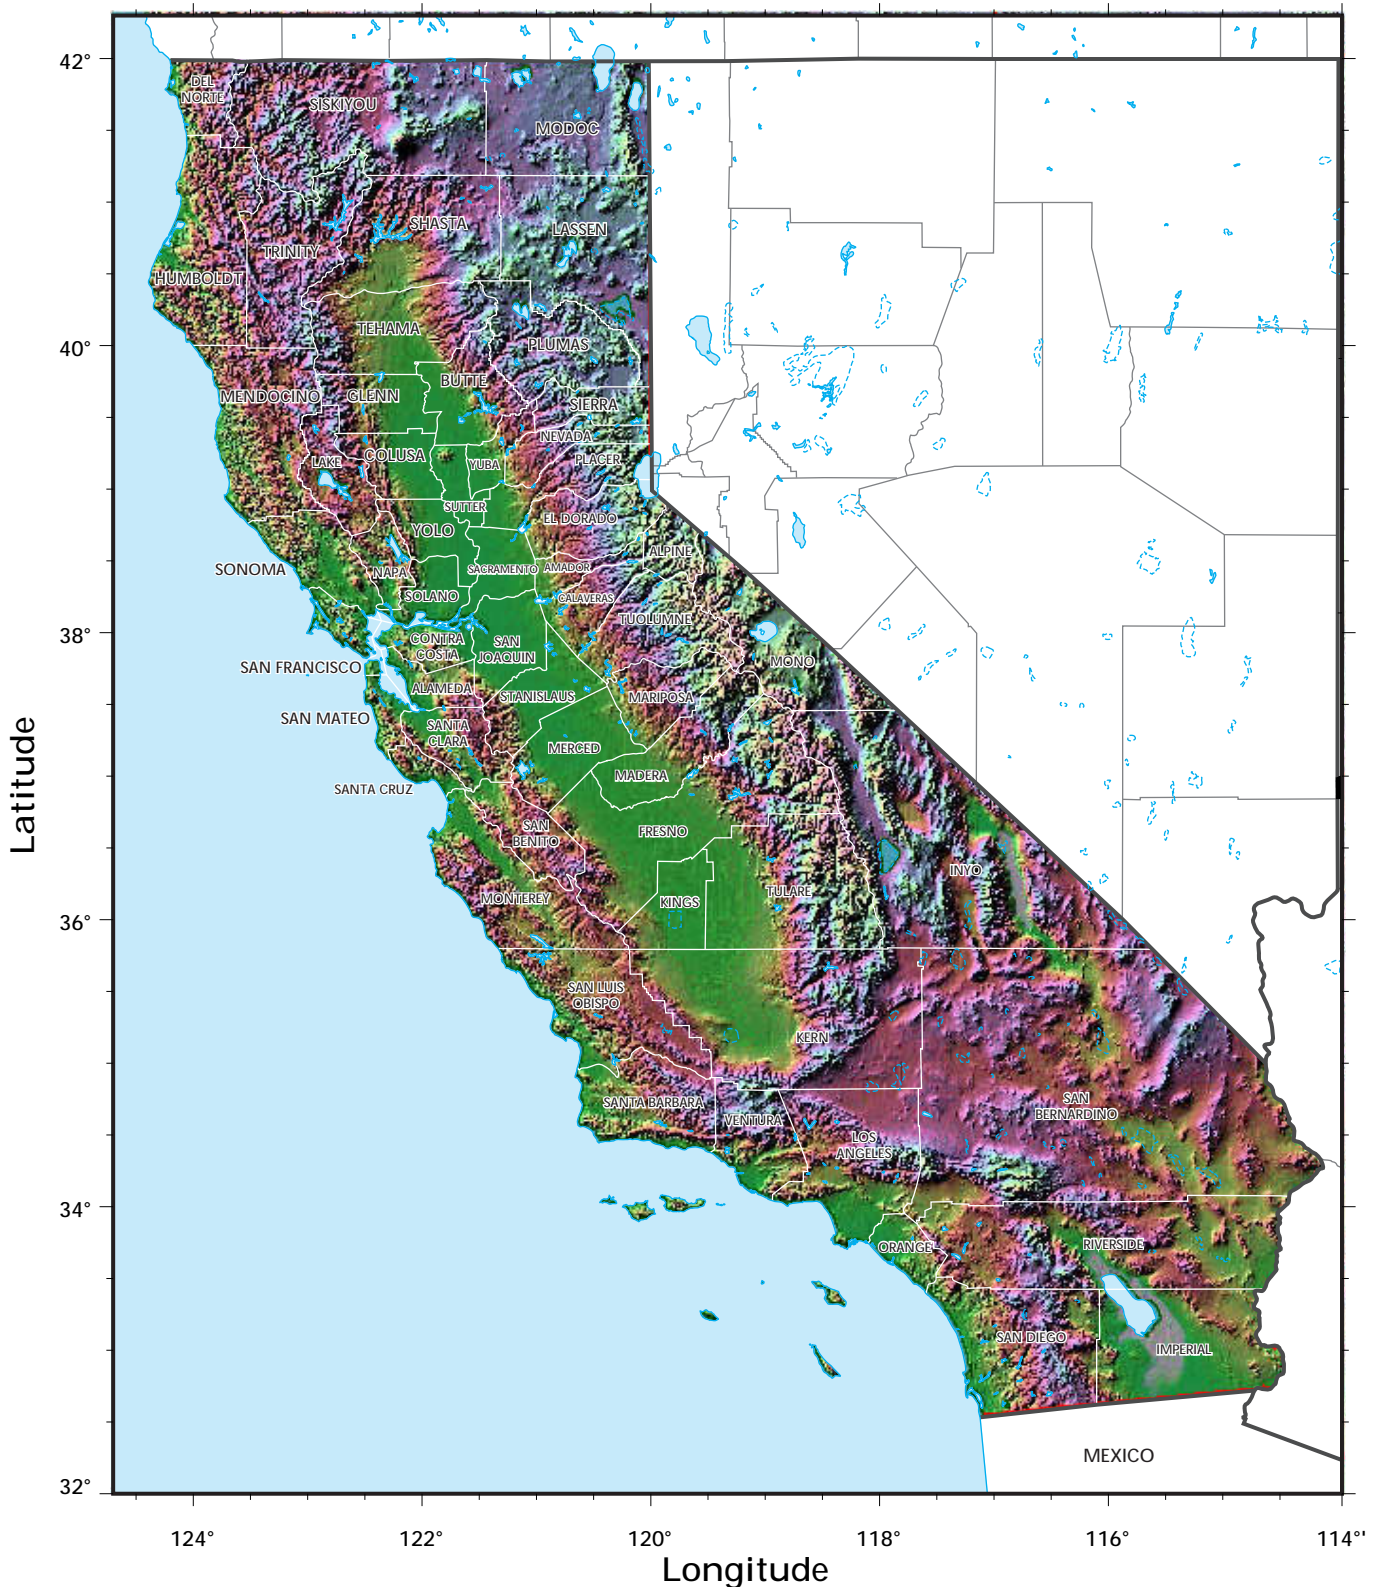 42°
DEL
NORTE
SISKIYOU
MODOC
SHASTA
LASSEN
TRINITY
HUMBOLDT
TEHAMA
40°
PLUMAS
BUTTE
MENDOCINO
GLENN
SIERRA
NEVADA
LAKE
COLUSA
YUBA
PLACER
SUTTER
YOLO
EL DORADO
ALPINE
SONOMA
NAPA
SACRAMENTO
AMADOR
SOLANO
CALAVERAS
TUOLUMNE
38°
CONTRA
COSTA
SAN
JOAQUIN
MONO
SAN FRANCISCO
ALAMEDA
STANISLAUS
MARIPOSA
SAN MATEO
SANTA
CLARA
MERCED
MADERA
SANTA CRUZ
SAN
BENITO
FRESNO
INYO
MONTEREY
KINGS
TULARE
36°
SAN LUIS
OBISPO
KERN
SANTA BARBARA
VENTURA
SAN
BERNARDINO
LOS
ANGELES
34°
ORANGE
RIVERSIDE
SAN DIEGO
IMPERIAL
MEXICO
32°
Latitude
124°
122°
120°
118°
116°
114°'
Longitude